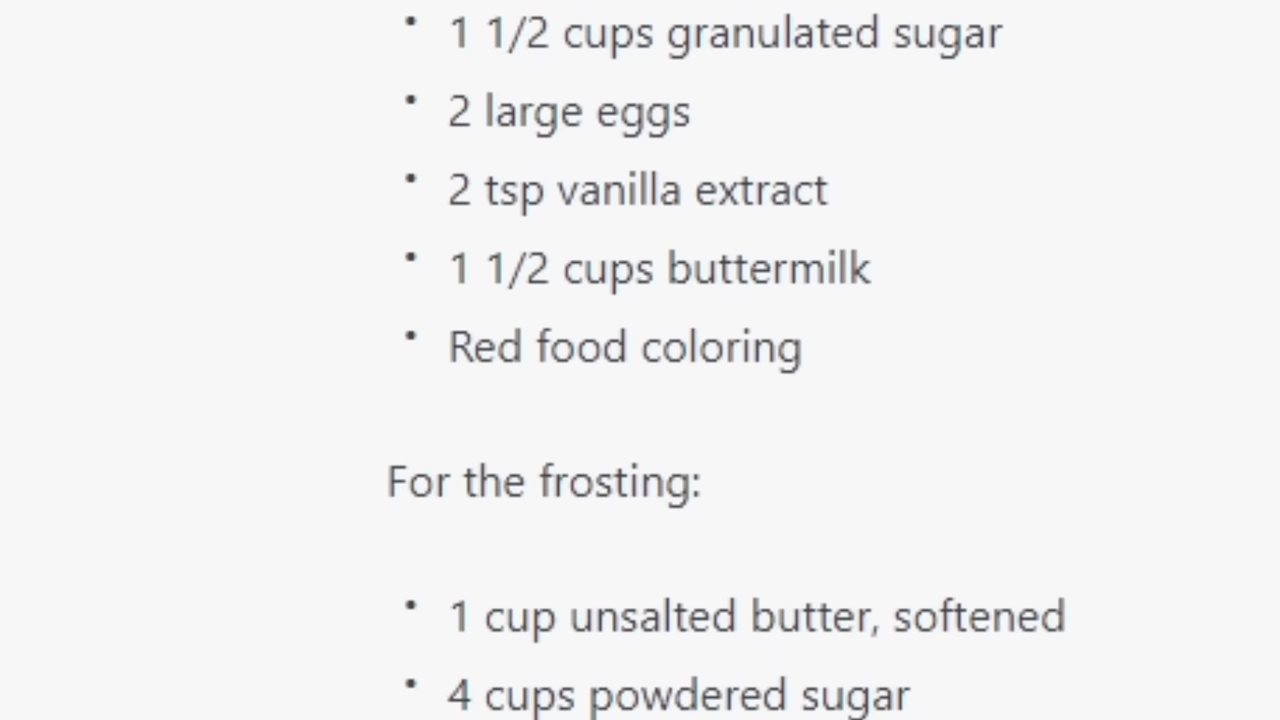 • 1 1/2 cups granulated sugar
• 2 large eggs
• 2 tsp vanilla extract
• 1 1/2 cups buttermilk
• Red food coloring
For the frosting:
• 1 cup unsalted butter, softened
• 4 cups powdered sugar